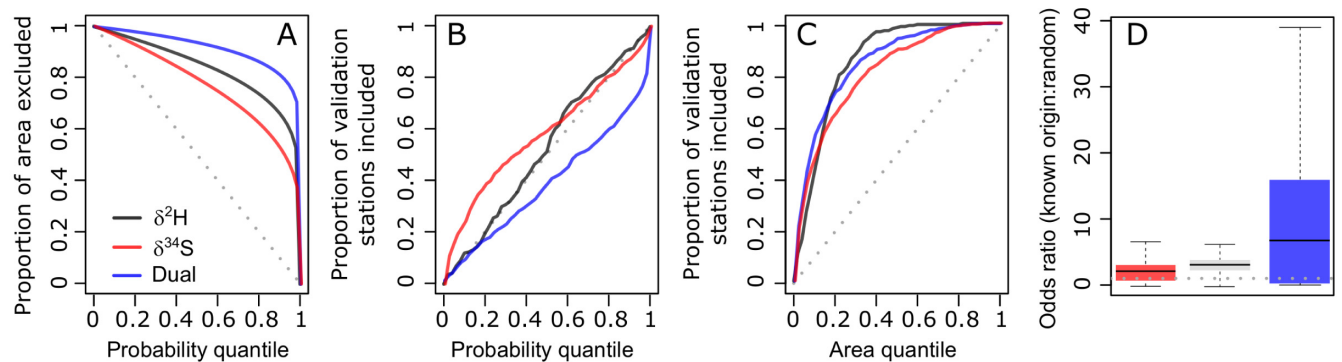 A
Proportion of area excluded
0 0.2 0.4 0.6 0.8 1
δ²H
δ³⁴S
Dual
0 0.2 0.4 0.6 0.8 1
Probability quantile
B
Proportion of validation
stations included
0 0.2 0.4 0.6 0.8 1
0 0.2 0.4 0.6 0.8 1
Probability quantile
C
Proportion of validation
stations included
0 0.2 0.4 0.6 0.8 1
0 0.2 0.4 0.6 0.8 1
Area quantile
D
Odds ratio (known origin:random)
0 10 20 30 40